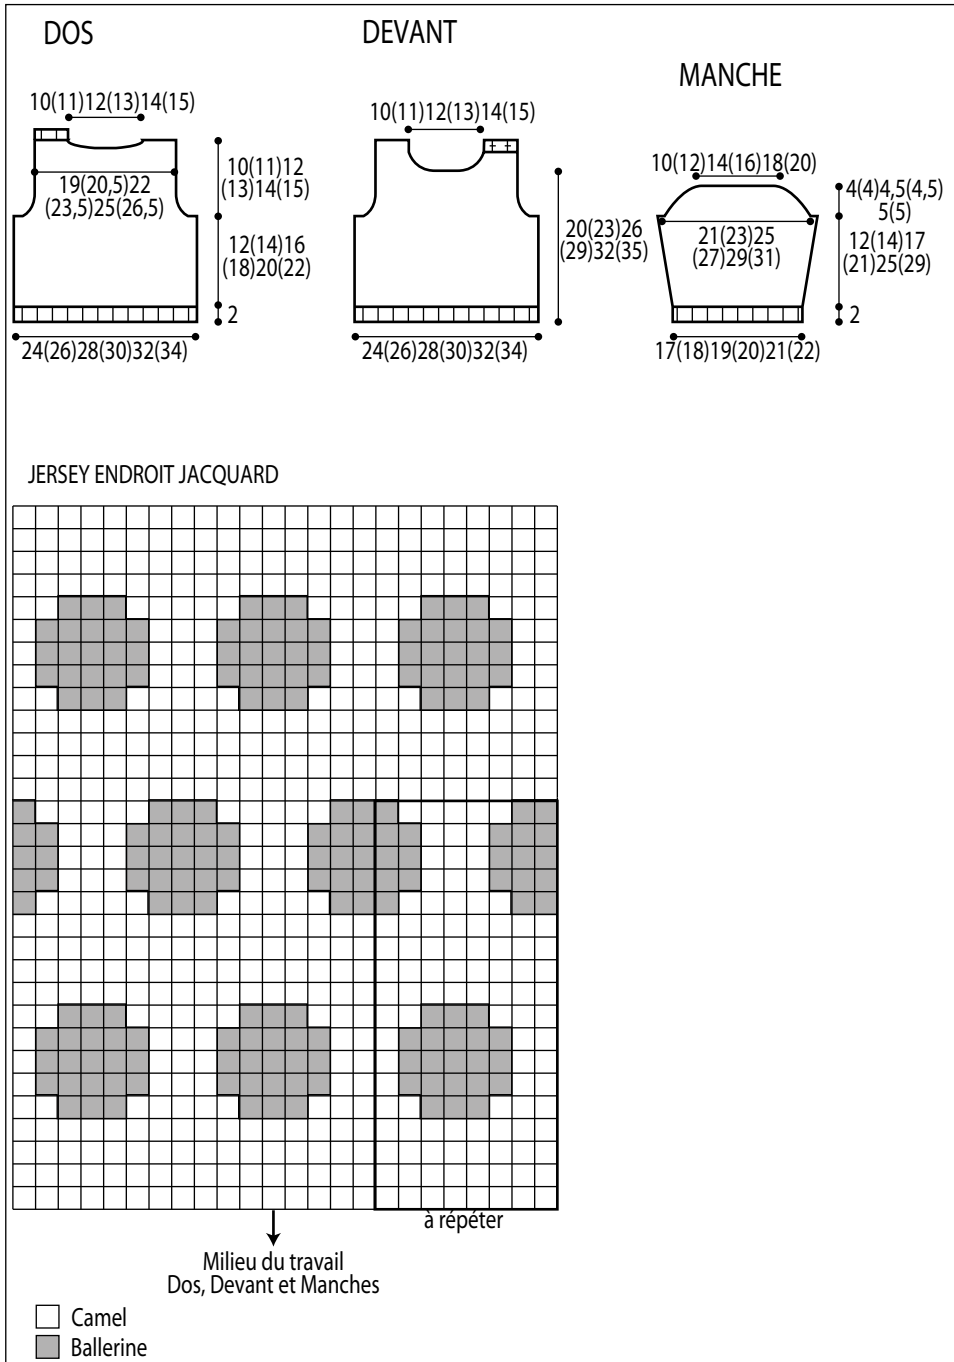 DOS
10(11)12(13)14(15)
19(20,5)22
(23,5)25(26,5)
10(11)12
(13)14(15)
12(14)16
(18)20(22)
2
24(26)28(30)32(34)
DEVANT
10(11)12(13)14(15)
20(23)26
(29)32(35)
24(26)28(30)32(34)
MANCHE
10(12)14(16)18(20)
4(4)4,5(4,5)
5(5)
21(23)25
(27)29(31)
12(14)17
(21)25(29)
2
17(18)19(20)21(22)
JERSEY ENDROIT JACQUARD
à répéter
Milieu du travail
Dos, Devant et Manches
Camel
Ballerine